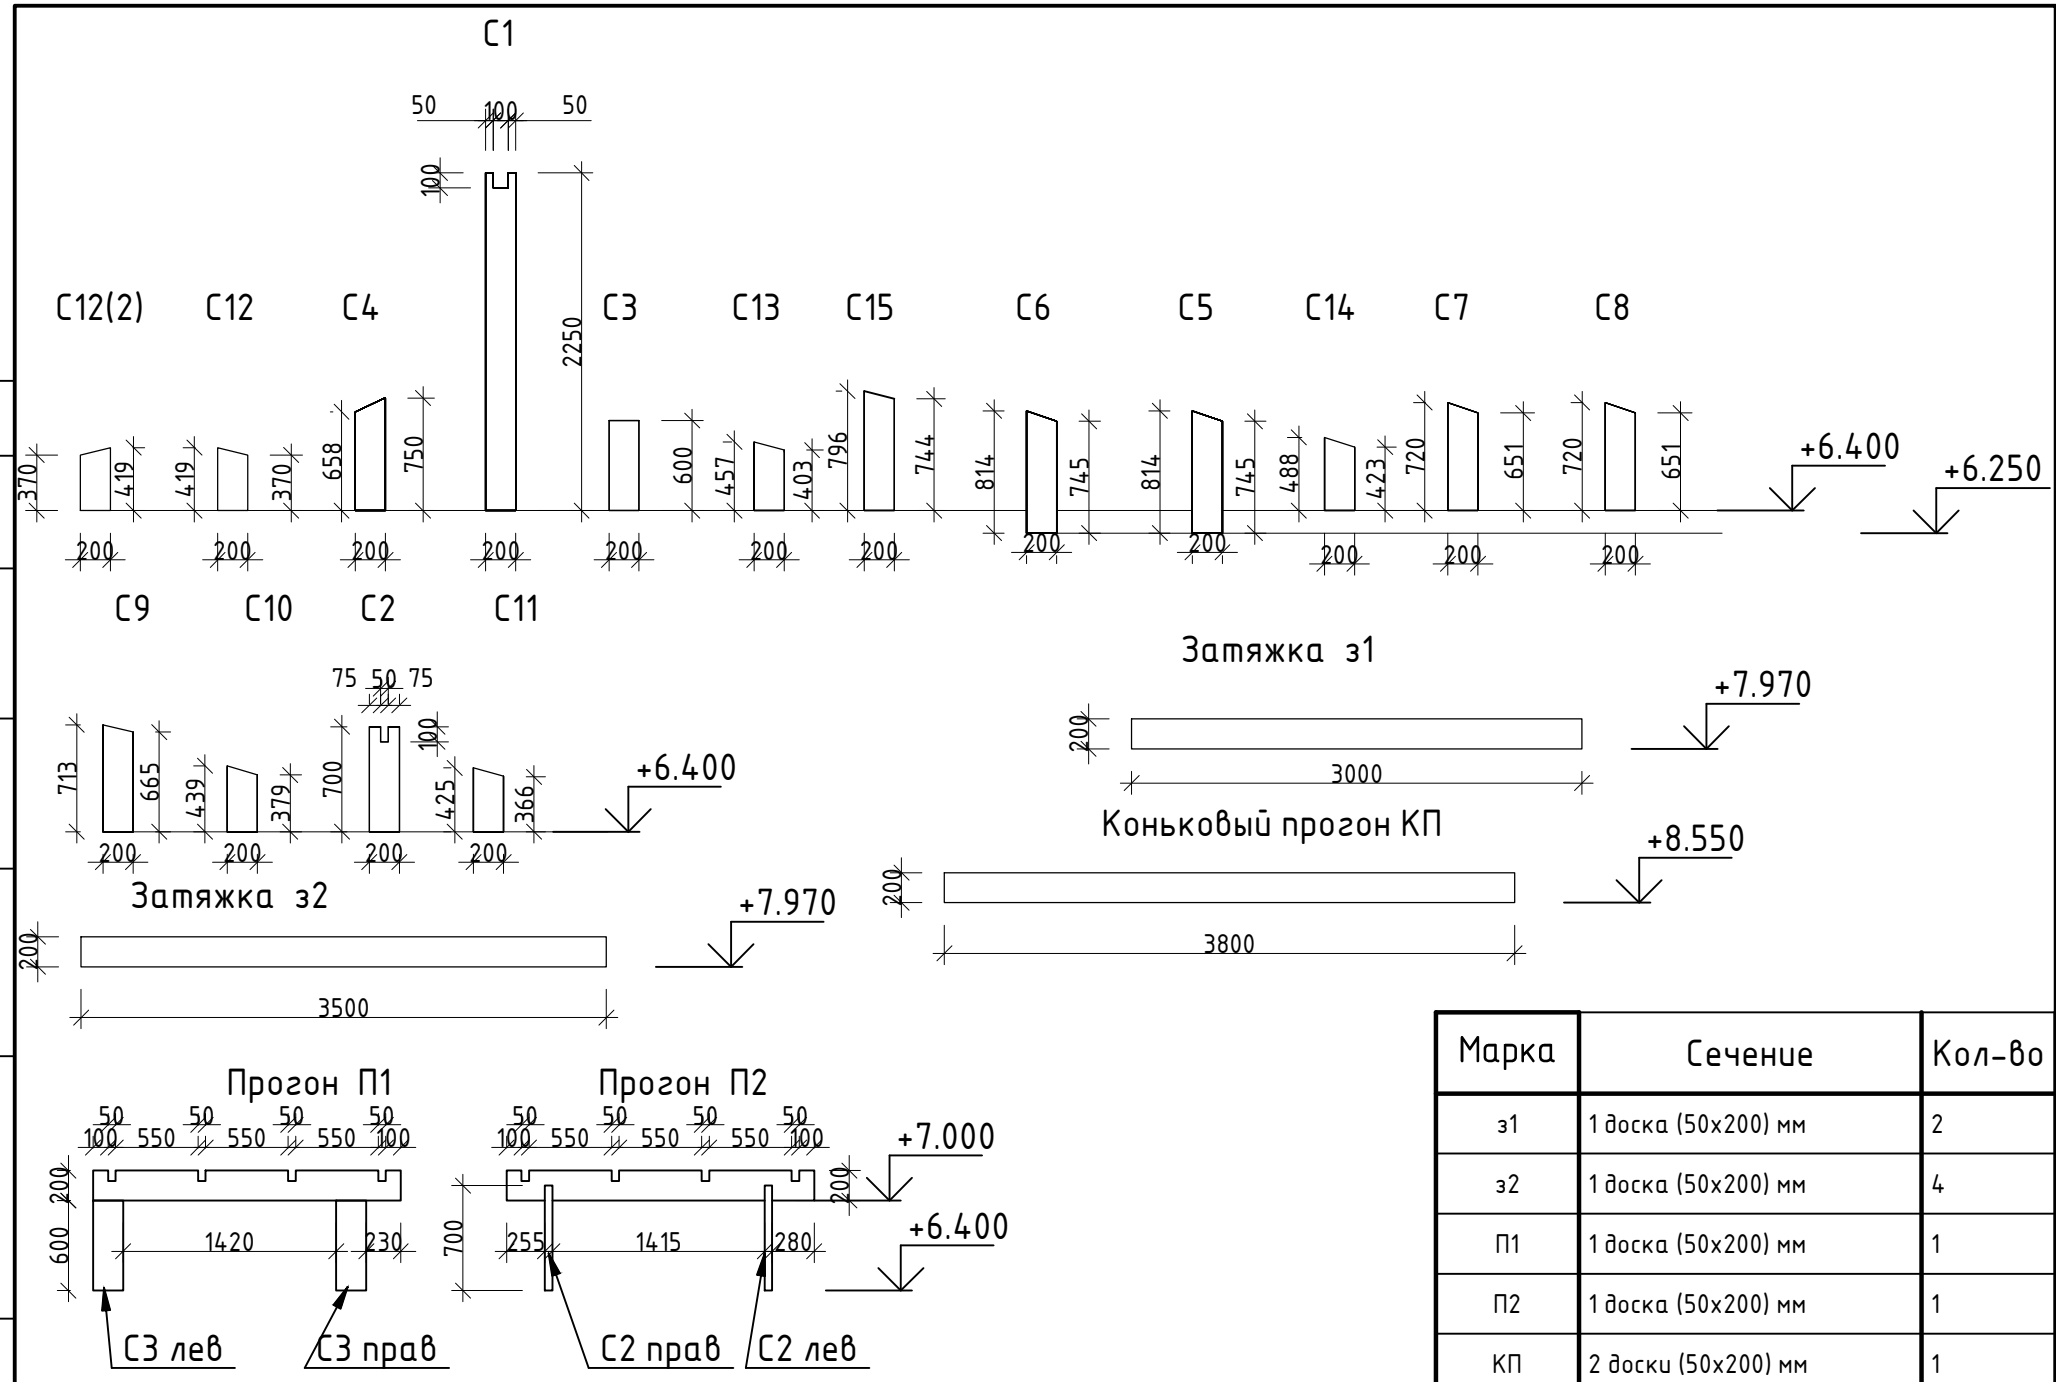 С1
50 100 50
100
2250
С12(2) С12 С4 С3 С13 С15 С6 С5 С14 С7 С8
370 419 419 370 658 750 600 457 403 796 744 814 745 814 745 488 423 720 651 720 651
+6.400
+6.250
200 200 200 200 200 200 200 200 200 200 200 200
С9 С10 С2 С11
75 50 75
100
713 665 439 379 700 425 366
+6.400
200 200 200 200
Затяжка з1
+7.970
200
3000
Коньковый прогон КП
+8.550
200
3800
Затяжка з2
+7.970
200
3500
Прогон П1
50 50 50 50
100 550 550 550 100
200
600
1420 230
С3 лев С3 прав
Прогон П2
50 50 50 50
100 550 550 550 100
+7.000
200
700
255 1415 280
+6.400
С2 прав С2 лев
Марка Сечение Кол-во
з1 1 доска (50х200) мм 2
з2 1 доска (50х200) мм 4
П1 1 доска (50х200) мм 1
П2 1 доска (50х200) мм 1
КП 2 доски (50х200) мм 1